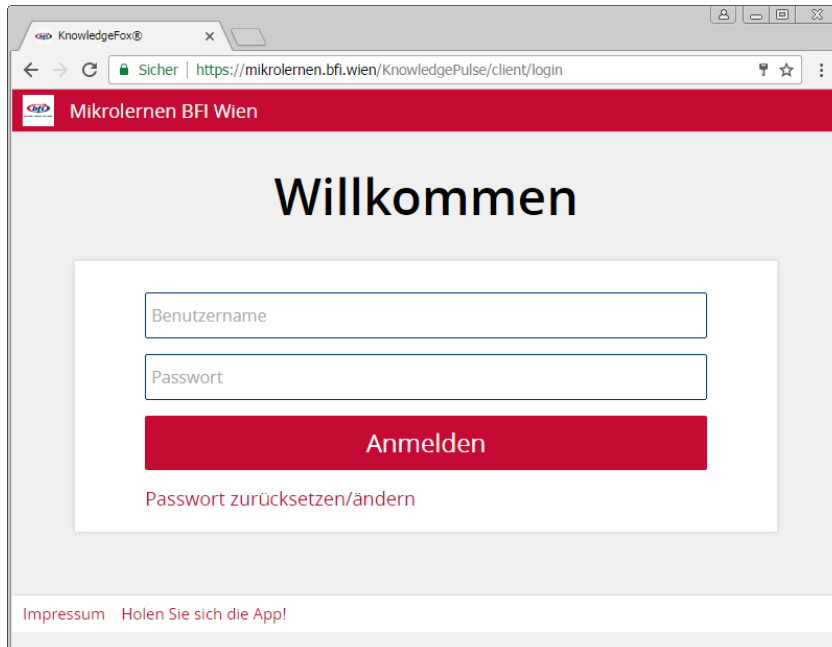 KnowledgeFox®
Sicher | https://mikrolernen.bfi.wien/KnowledgePulse/client/login
bfi Mikrolernen BFI Wien
Willkommen
Benutzername
Passwort
Anmelden
Passwort zurücksetzen/ändern
Impressum Holen Sie sich die App!